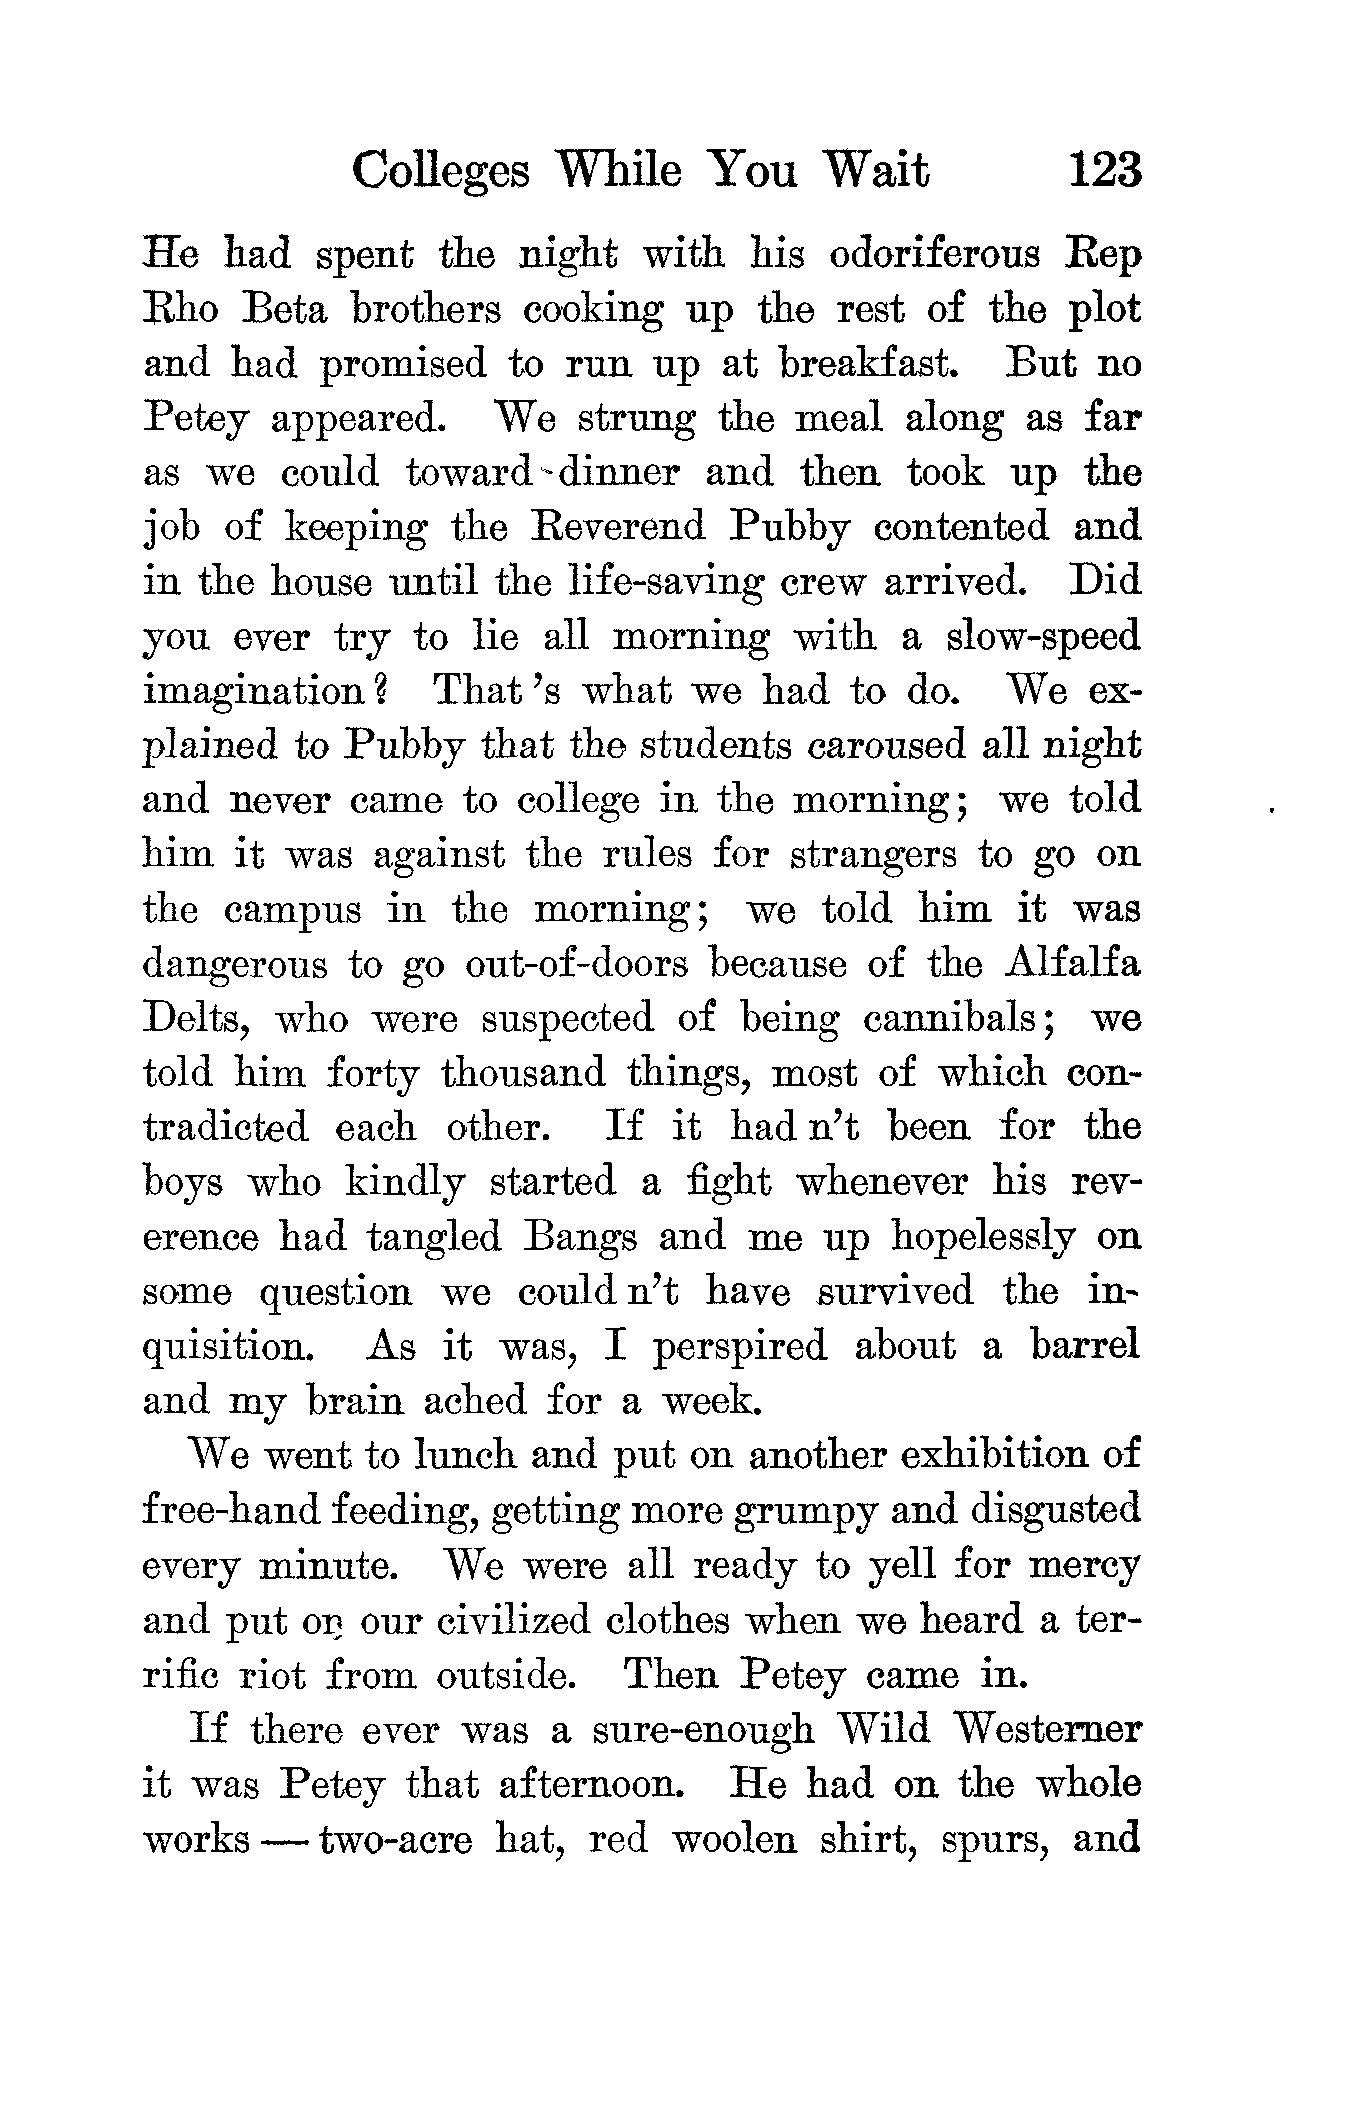 Colleges While You Wait 123
He had spent the night with his odoriferous Rep
Rho Beta brothers cooking up the rest of the plot
and had promised to run up at breakfast. But no
Petey appeared. We strung the meal along as far
as we could toward dinner and then took up the
job of keeping the Reverend Pubby contented and
in the house until the life-saving crew arrived. Did
you ever try to lie all morning with a slow-speed
imagination? That's what we had to do. We ex-
plained to Pubby that the students caroused all night
and never came to college in the morning; we told
him it was against the rules for strangers to go on
the campus in the morning; we told him it was
dangerous to go out-of-doors because of the Alfalfa
Delts, who were suspected of being cannibals; we
told him forty thousand things, most of which con-
tradicted each other. If it had n't been for the
boys who kindly started a fight whenever his rev-
erence had tangled Bangs and me up hopelessly on
some question we could n't have survived the in-
quisition. As it was, I perspired about a barrel
and my brain ached for a week.
We went to lunch and put on another exhibition of
free-hand feeding, getting more grumpy and disgusted
every minute. We were all ready to yell for mercy
and put on our civilized clothes when we heard a ter-
rific riot from outside. Then Petey came in.
If there ever was a sure-enough Wild Westerner
it was Petey that afternoon. He had on the whole
works — two-acre hat, red woolen shirt, spurs, and